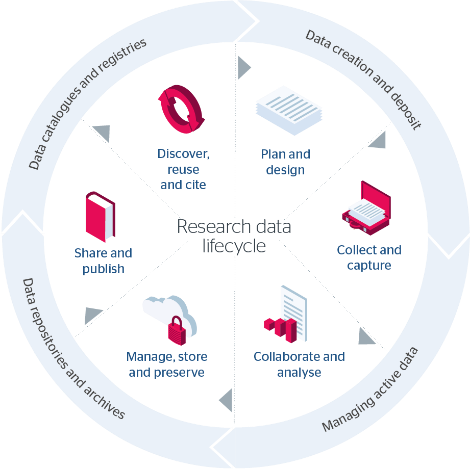 Data creation and deposit
Data catalogues and registries
Discover,
reuse
and cite
Plan and
design
Research data
lifecycle
Share and
publish
Collect and
capture
Manage, store
and preserve
Collaborate and
analyse
Data repositories and archives
Managing active data